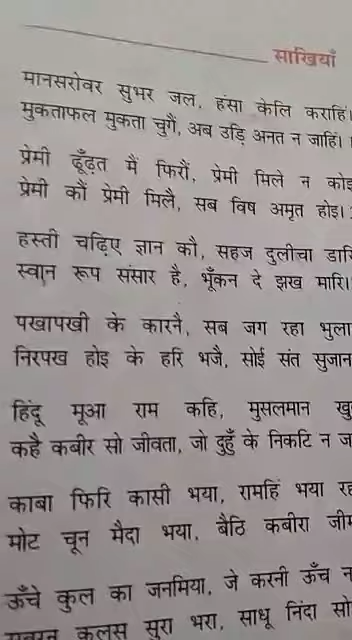 साखियाँ
मानसरोवर सुभर जल, हंसा केलि कराहिं।
मुकताफल मुकता चुगैं, अब उड़ि अनत न जाहिं।
प्रेमी ढूँढ़त मैं फिरौं, प्रेमी मिले न कोइ
प्रेमी कौं प्रेमी मिलै, सब विष अमृत होइ।
हस्ती चढ़िए ज्ञान कौ, सहज दुलीचा डारि
स्वान रूप संसार है, भूँकन दे झख मारि।
पखापखी के कारनै, सब जग रहा भुला
निरपख होइ के हरि भजै, सोई संत सुजान
हिंदू मूआ राम कहि, मुसलमान खु
कहै कबीर सो जीवता, जो दुहुँ के निकटि न ज
काबा फिरि कासी भया, रामहिं भया रह
मोट चून मैदा भया, बैठि कबीरा जीम
ऊँचे कुल का जनमिया, जे करनी ऊँच न
कलस सुरा भरा, साधू निंदा सो